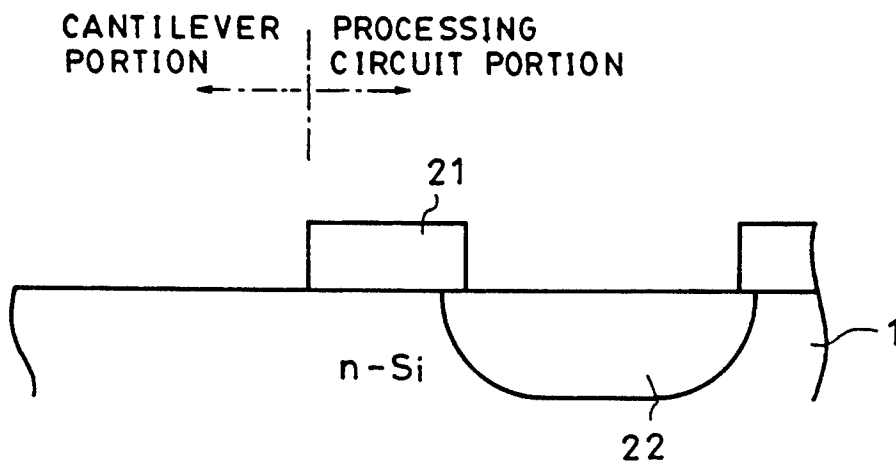 CANTILEVER
PORTION
PROCESSING
CIRCUIT PORTION
21
1
n-Si
22